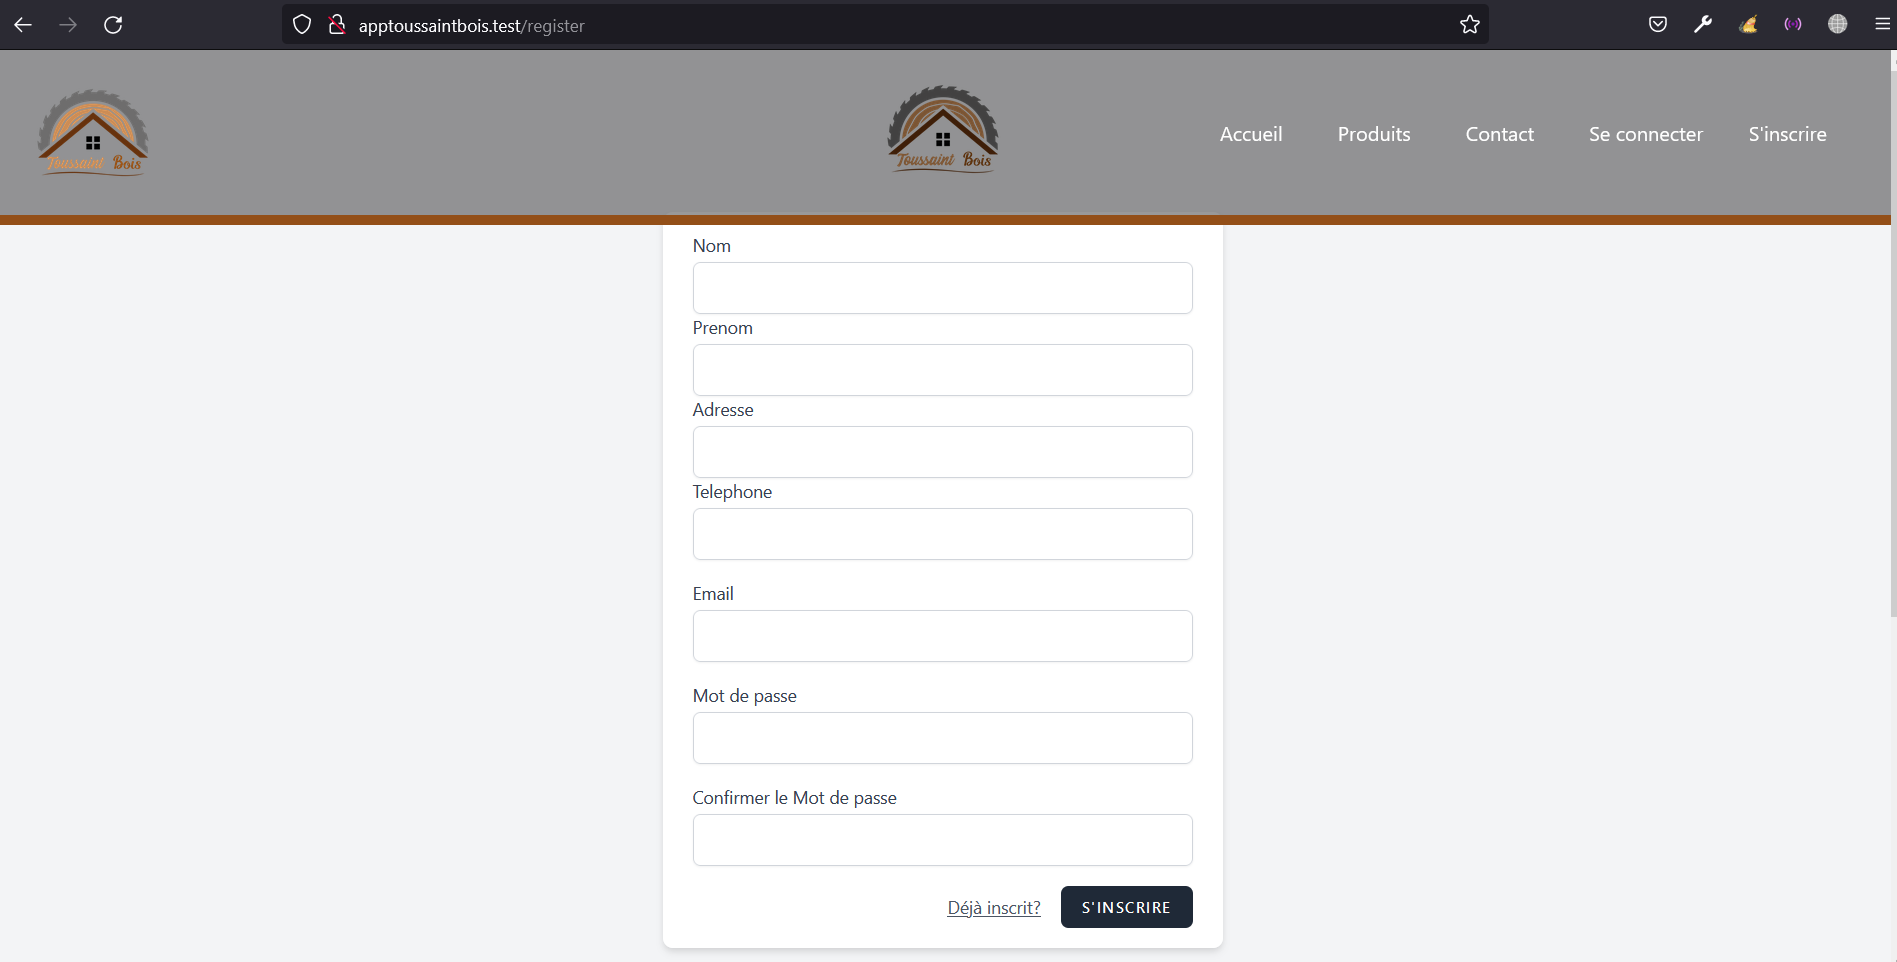 apptoussaintbois.test/register
Toussaint Bois
Toussaint Bois
Accueil Produits Contact Se connecter S'inscrire
Nom
Prenom
Adresse
Telephone
Email
Mot de passe
Confirmer le Mot de passe
Déjà inscrit? S'INSCRIRE